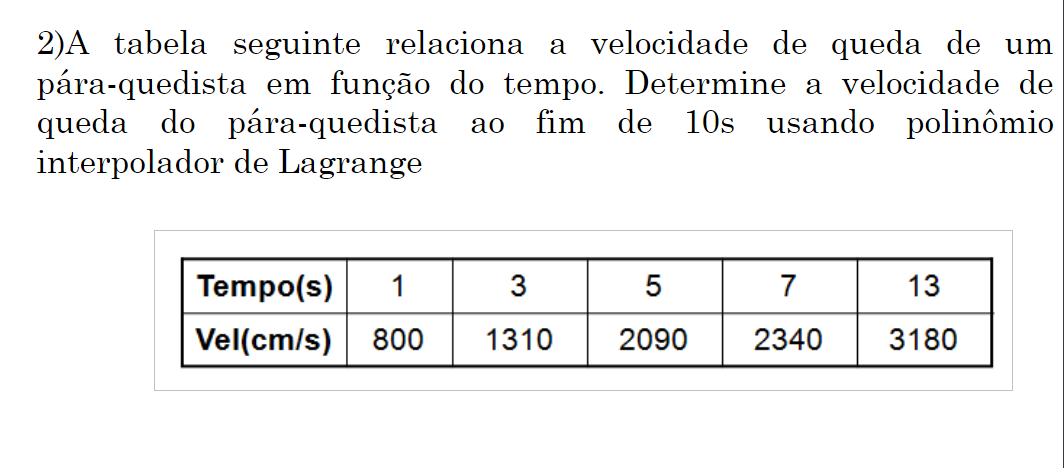 2)A tabela seguinte relaciona a velocidade de queda de um
pára-quedista em função do tempo. Determine a velocidade de
queda do pára-quedista ao fim de 10s usando polinômio
interpolador de Lagrange
Tempo(s) 1 3 5 7 13
Vel(cm/s) 800 1310 2090 2340 3180